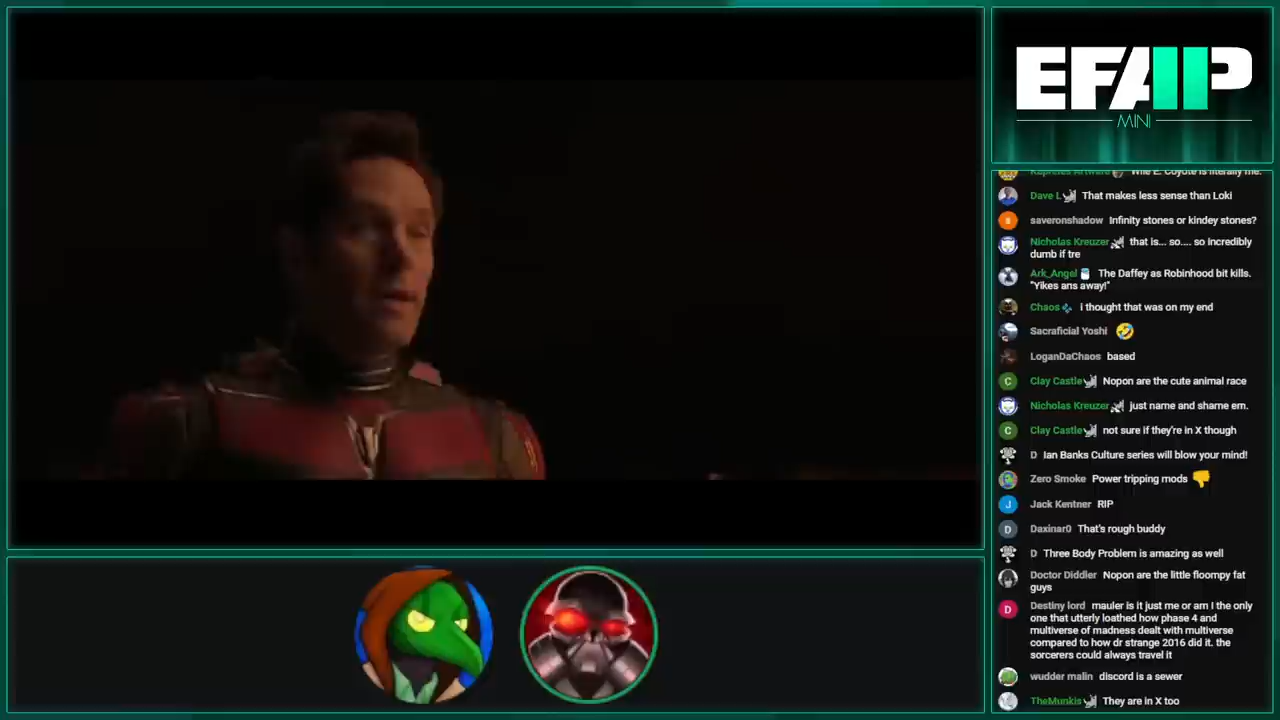 EFAP
MINI
Wile E. Coyote is literally me.
Dave L That makes less sense than Loki
saveronshadow Infinity stones or kindey stones?
Nicholas Kreuzer that is... so.... so incredibly
dumb if tre
Ark_Angel The Daffey as Robinhood bit kills.
"Yikes ans away!"
Chaos i thought that was on my end
Sacraficial Yoshi 🤣
LoganDaChaos based
C Clay Castle Nopon are the cute animal race
Nicholas Kreuzer just name and shame em.
C Clay Castle not sure if they're in X though
D Ian Banks Culture series will blow your mind!
Zero Smoke Power tripping mods 👎
J Jack Kentner RIP
D Daxinar0 That's rough buddy
D Three Body Problem is amazing as well
Doctor Diddler Nopon are the little floompy fat
guys
D Destiny lord mauler is it just me or am I the only
one that utterly loathed how phase 4 and
multiverse of madness dealt with multiverse
compared to how dr strange 2016 did it. the
sorcerers could always travel it
wudder malin discord is a sewer
TheMunkis They are in X too